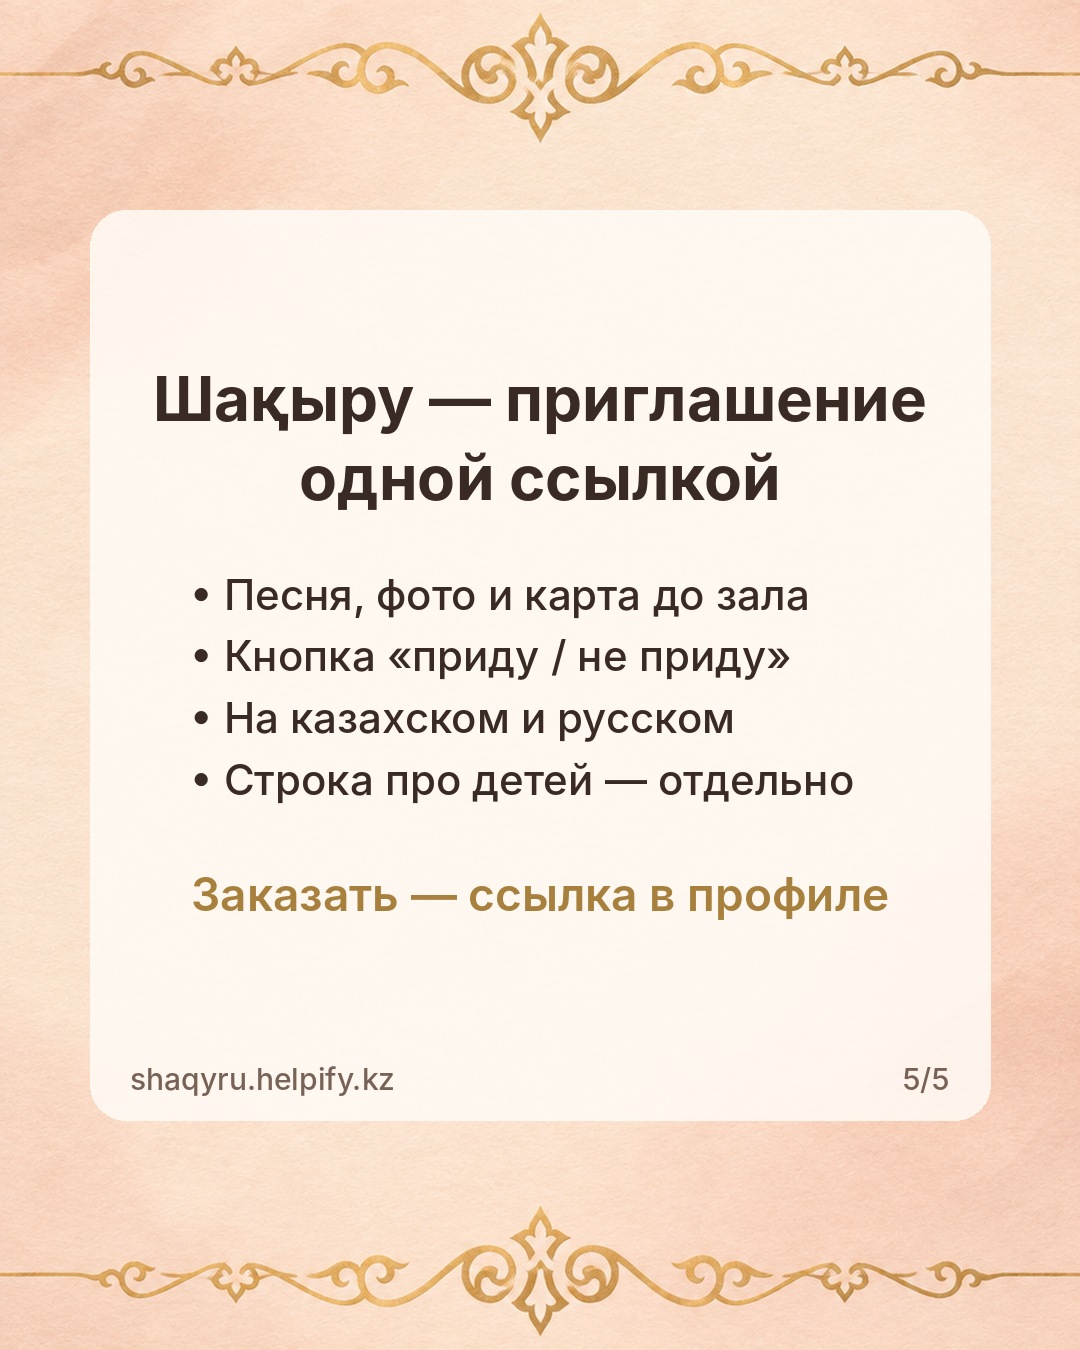 Шақыру — приглашение
одной ссылкой
• Песня, фото и карта до зала
• Кнопка «приду / не приду»
• На казахском и русском
• Строка про детей — отдельно
Заказать — ссылка в профиле
shaqyru.helpify.kz
5/5